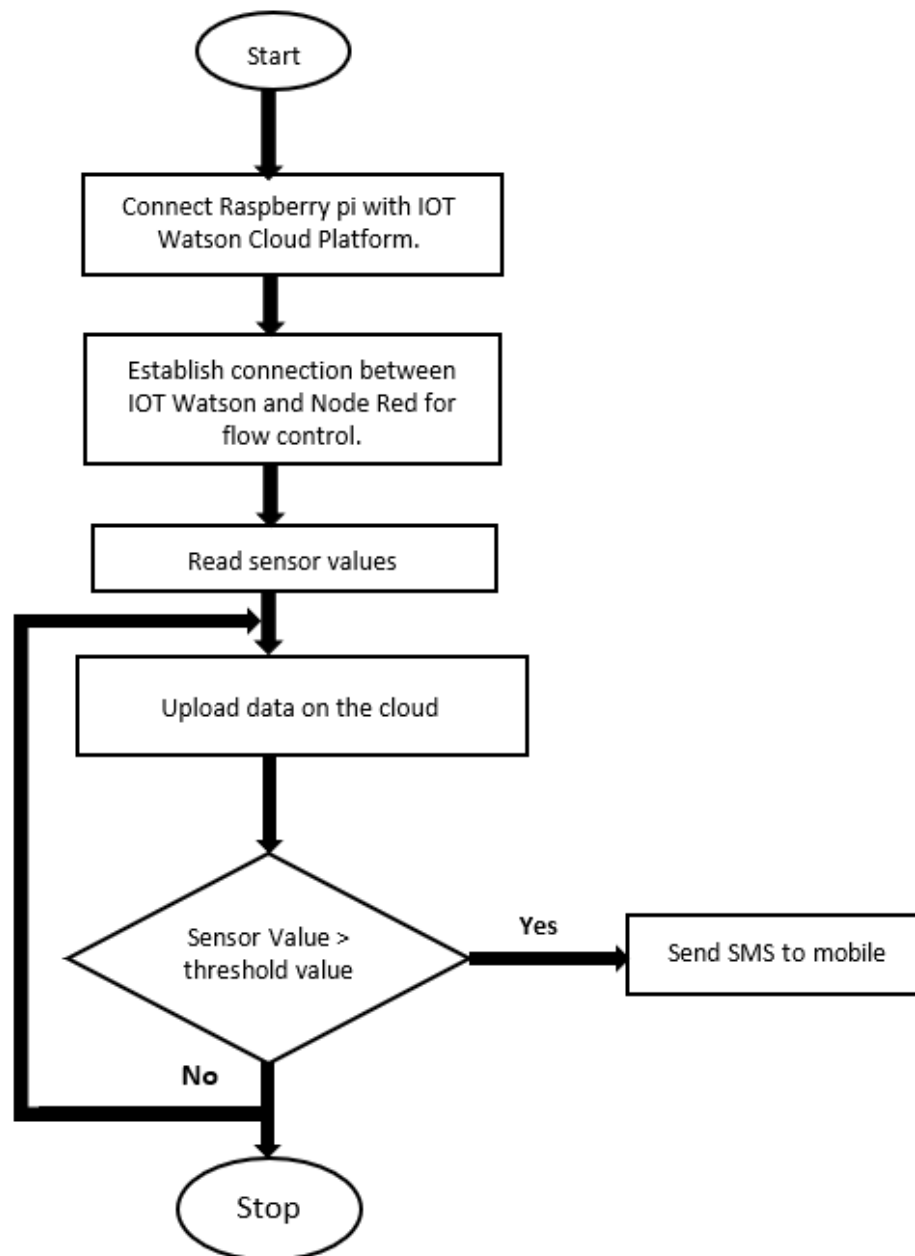 Start
Connect Raspberry pi with IOT
Watson Cloud Platform.
Establish connection between
IOT Watson and Node Red for
flow control.
Read sensor values
Upload data on the cloud
Sensor Value >
threshold value
Yes
Send SMS to mobile
No
Stop